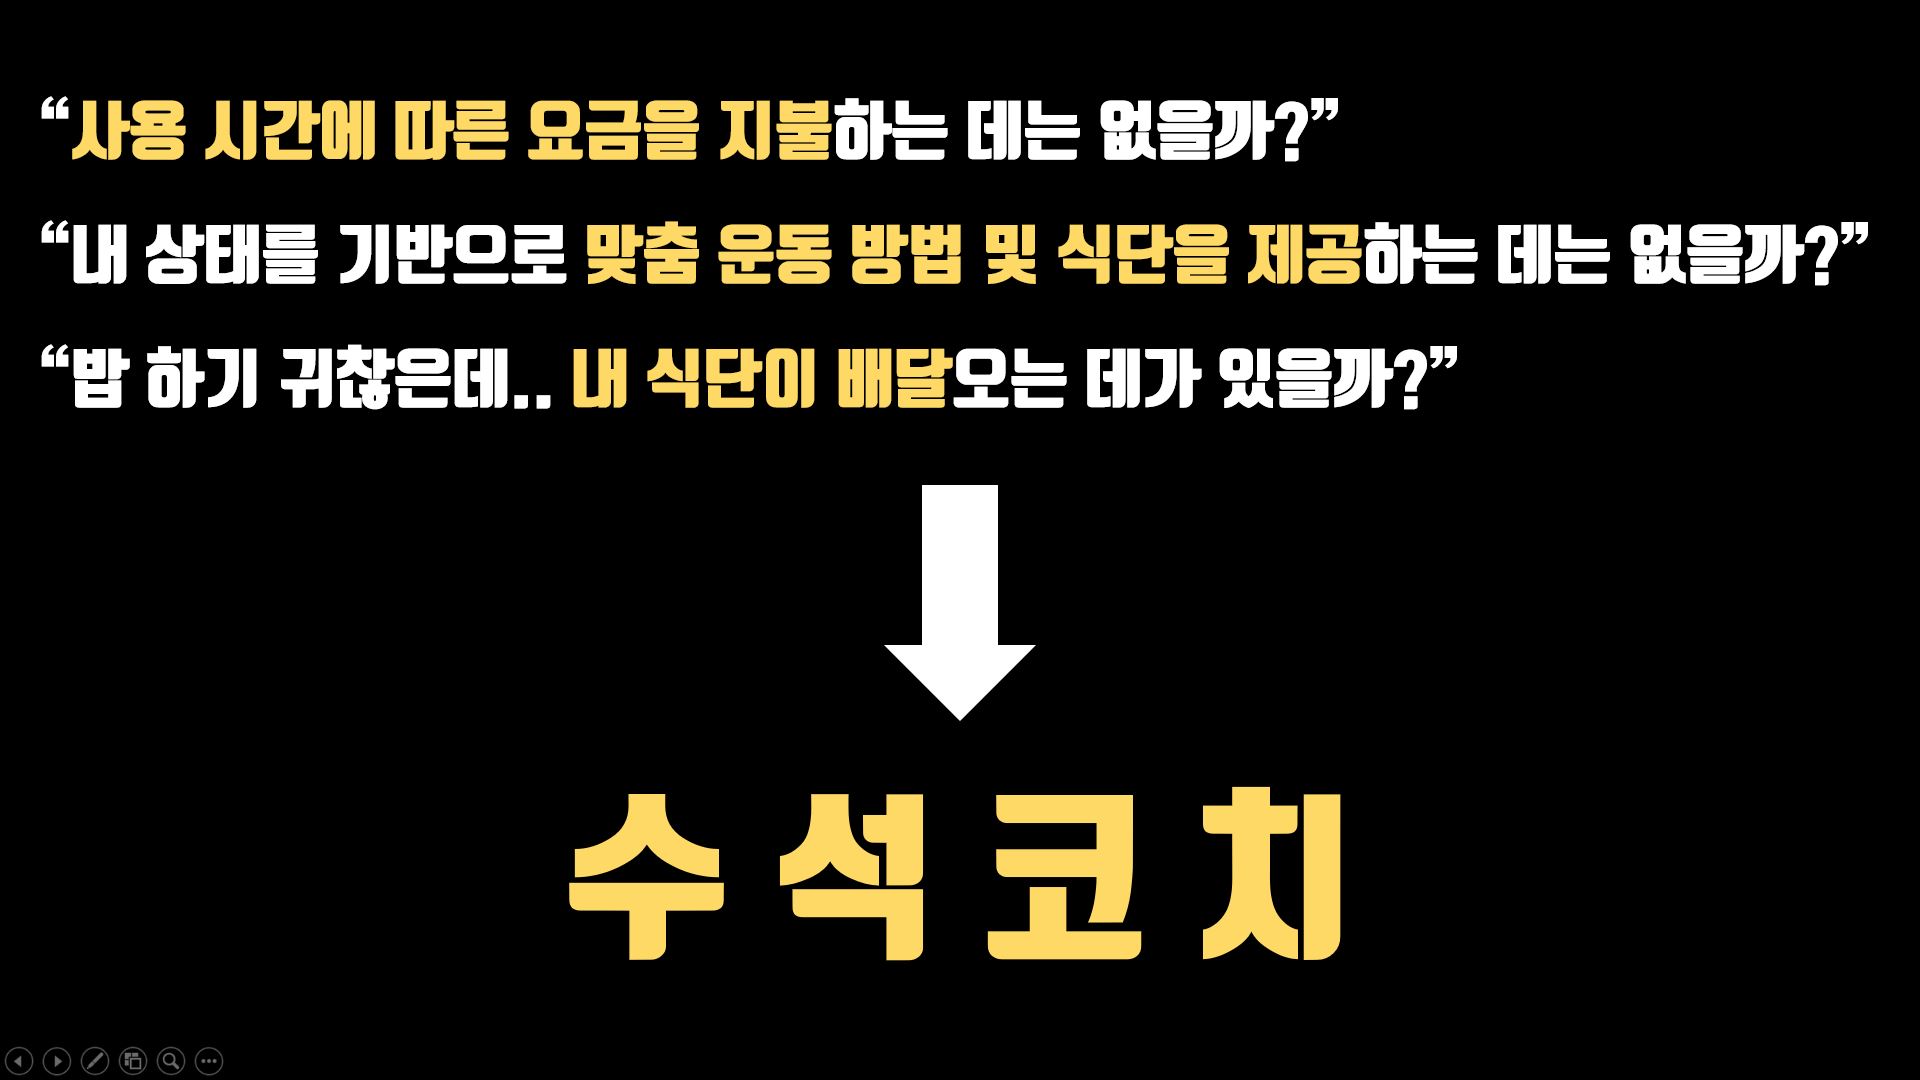 “사용 시간에 따른 요금을 지불하는 데는 없을까?”
“내 상태를 기반으로 맞춤 운동 방법 및 식단을 제공하는 데는 없을까?”
“밥 하기 귀찮은데.. 내 식단이 배달오는 데가 있을까?”
수석코치